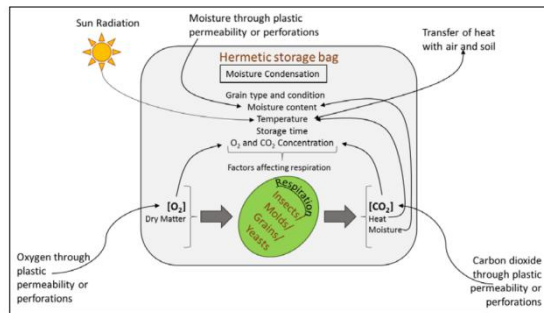 Sun Radiation
Moisture through plastic
permeability or perforations
Transfer of heat
with air and soil
Hermetic storage bag
Moisture Condensation
Grain type and condition
Moisture content
Temperature
Storage time
O₂ and CO₂ Concentration
Factors affecting respiration
[O₂]
Dry Matter
Respiration
Insects/
Molds/
Grains/
Yeasts
[CO₂]
Heat
Moisture
Oxygen through
plastic
permeability or
perforations
Carbon dioxide
through plastic
permeability or
perforations